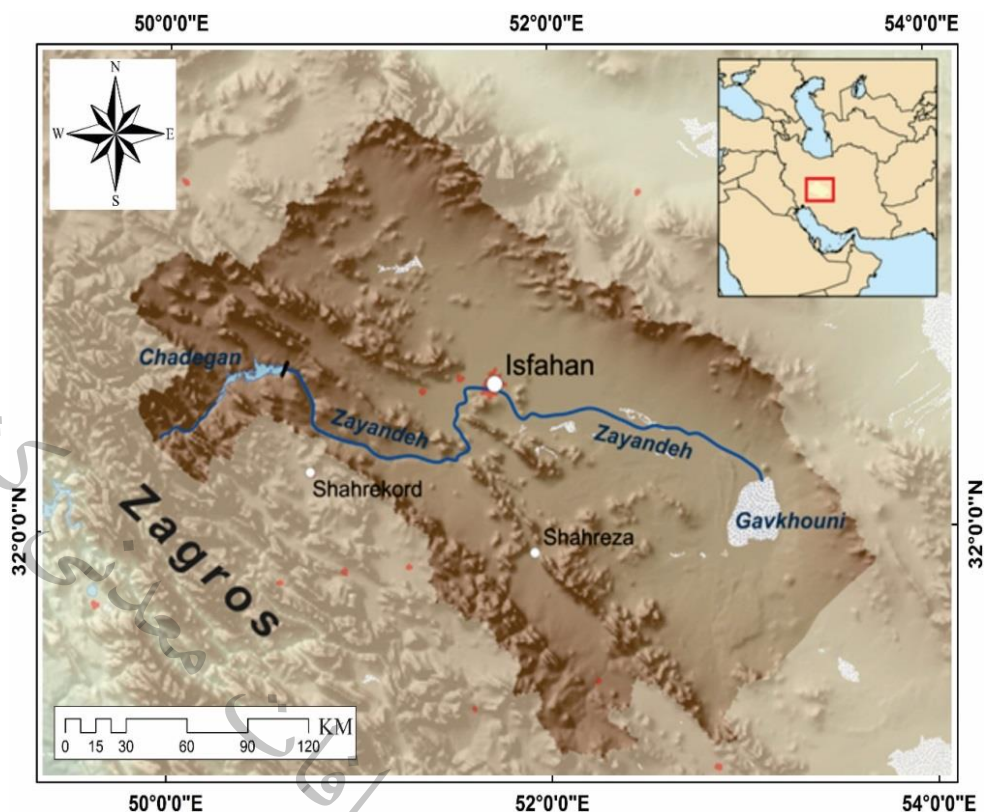 50°0'0"E
52°0'0"E
54°0'0"E
N
W
E
S
Chadegan
Isfahan
Zayandeh
Zayandeh
Shahrekord
Gavkhouni
Shahreza
Zagros
32°0'0"N
32°0'0"N
KM
0 15 30 60 90 120
50°0'0"E
52°0'0"E
54°0'0"E